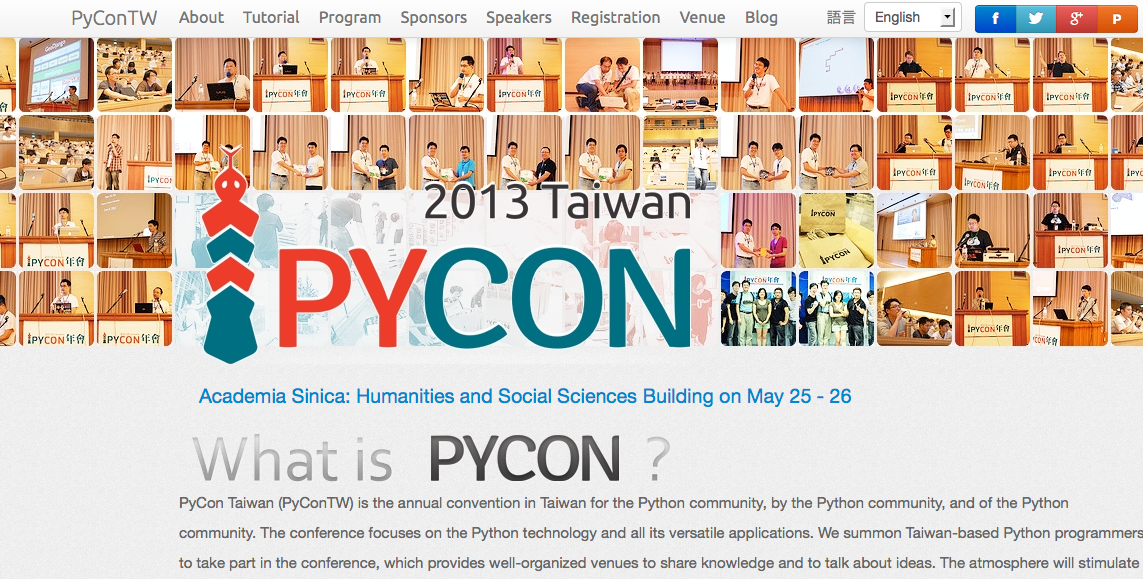 PyConTW About Tutorial Program Sponsors Speakers Registration Venue Blog 語言 English
2013 Taiwan
PYCON
Academia Sinica: Humanities and Social Sciences Building on May 25 - 26
What is PYCON ?
PyCon Taiwan (PyConTW) is the annual convention in Taiwan for the Python community, by the Python community, and of the Python
community. The conference focuses on the Python technology and all its versatile applications. We summon Taiwan-based Python programmers
to take part in the conference, which provides well-organized venues to share knowledge and to talk about ideas. The atmosphere will stimulate